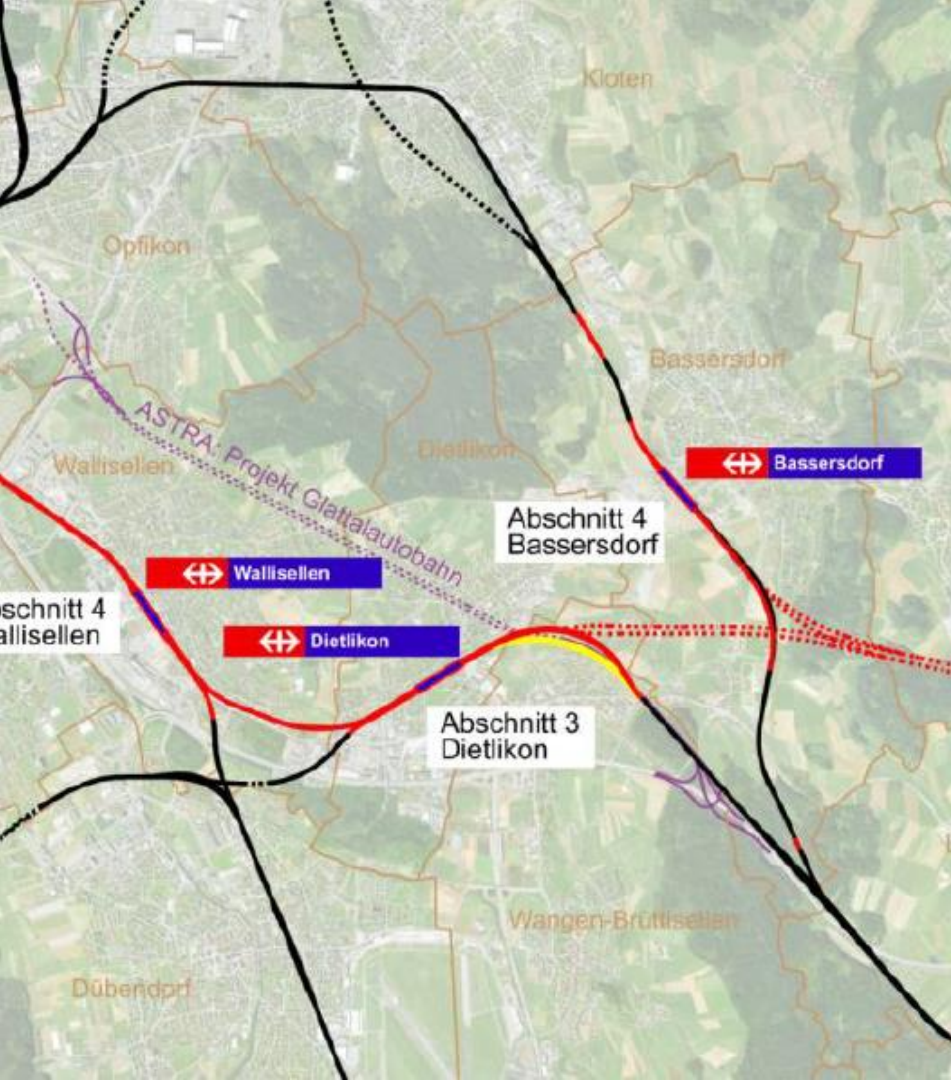 Kloten
Opfikon
Bassersdorf
ASTRA: Projekt Glattalautobahn
Dietlikon
Wallisellen
Bassersdorf
Abschnitt 4
Bassersdorf
Wallisellen
schnitt 4
allisellen
Dietlikon
Abschnitt 3
Dietlikon
Wangen-Brüttisellen
Dübendorf